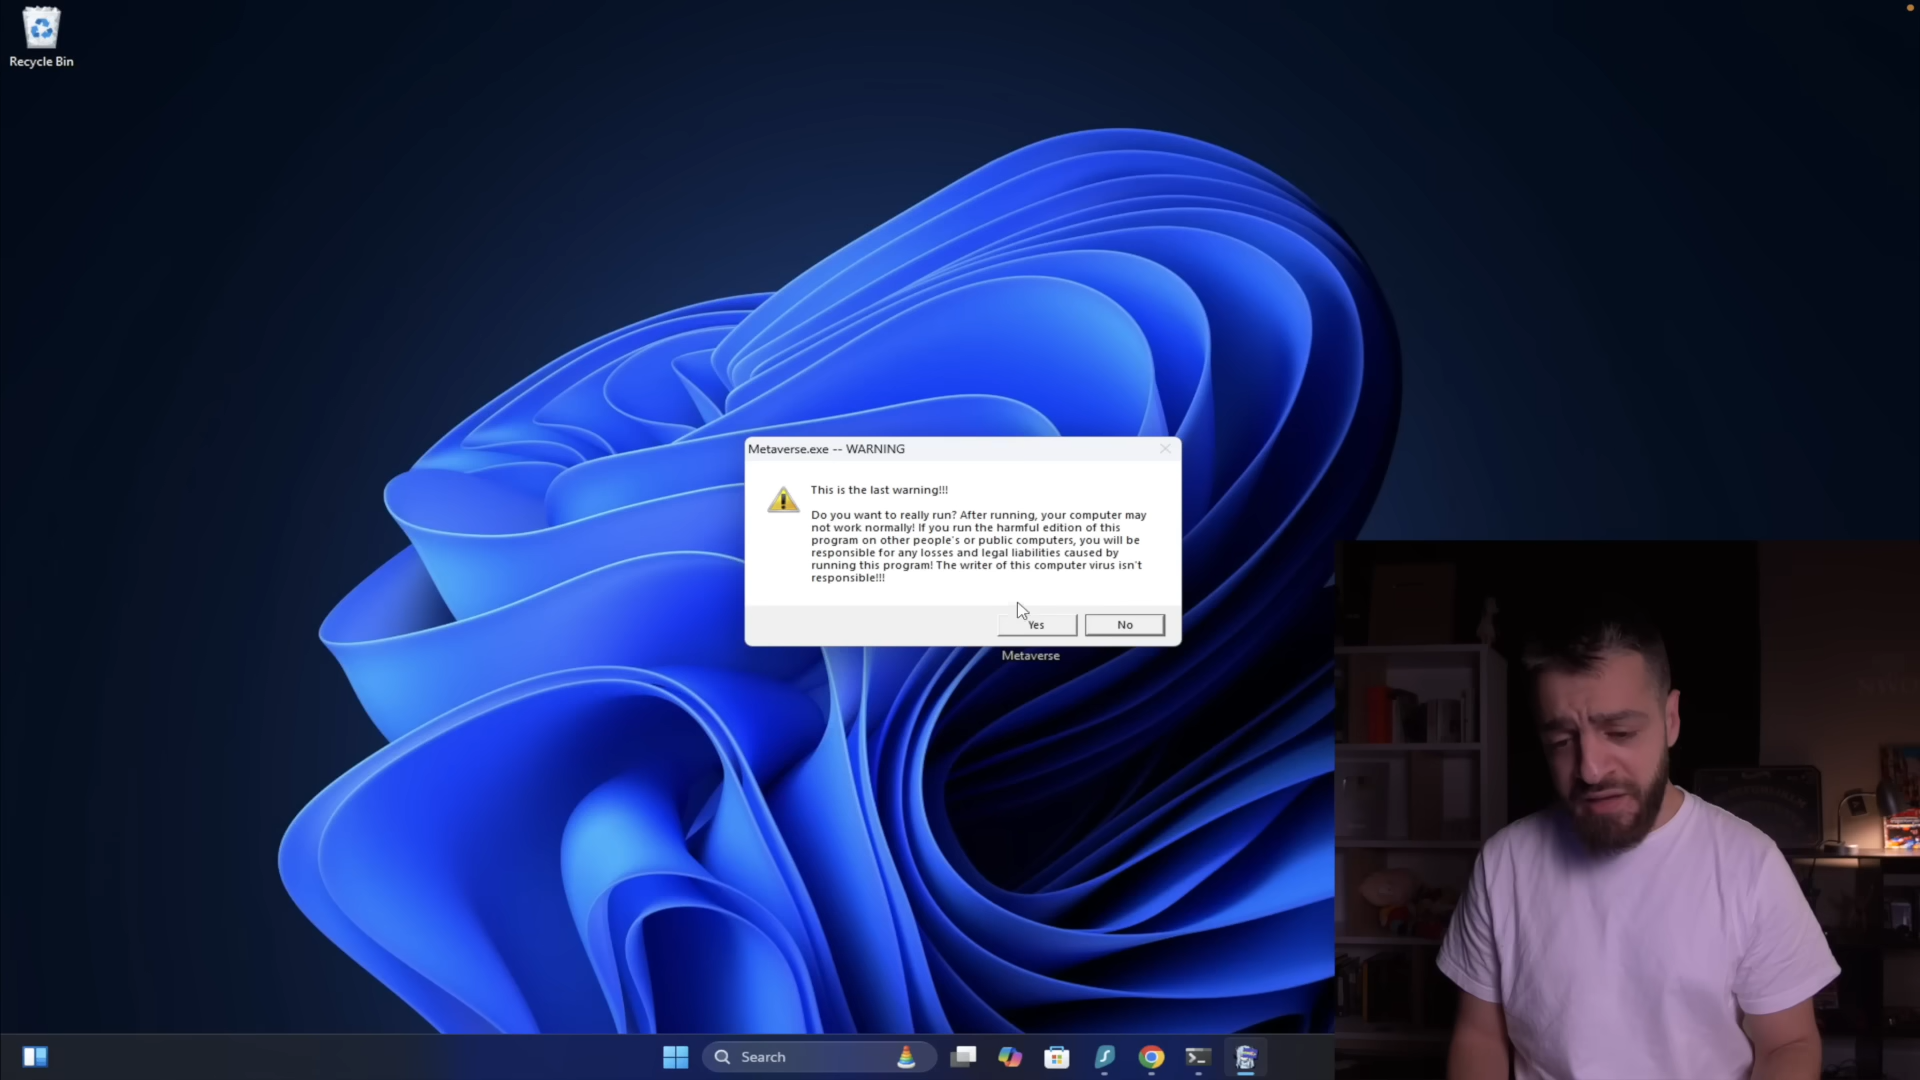 Recycle Bin
Metaverse.exe -- WARNING
This is the last warning!!!
Do you want to really run? After running, your computer may
not work normally! If you run the harmful edition of this
program on other people's or public computers, you will be
responsible for any losses and legal liabilities caused by
running this program! The writer of this computer virus isn't
responsible!!!
Yes
No
Metaverse
Search